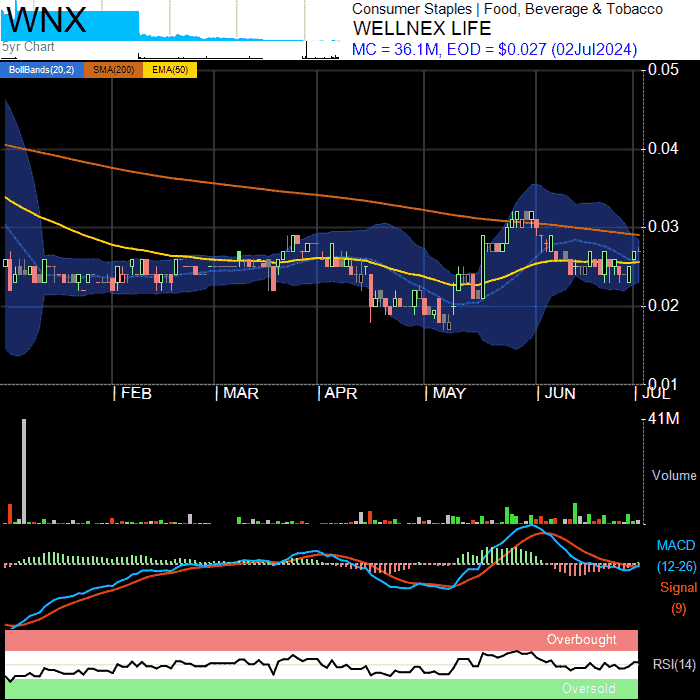 WNX
5yr Chart
Consumer Staples | Food, Beverage & Tobacco
WELLNEX LIFE
MC = 36.1M, EOD = $0.027 (02Jul2024)
BollBands(20,2) SMA(200) EMA(50)
0.05
0.04
0.03
0.02
0.01
FEB MAR APR MAY JUN JUL
41M
Volume
MACD
(12-26)
Signal
(9)
Overbought
RSI(14)
Oversold